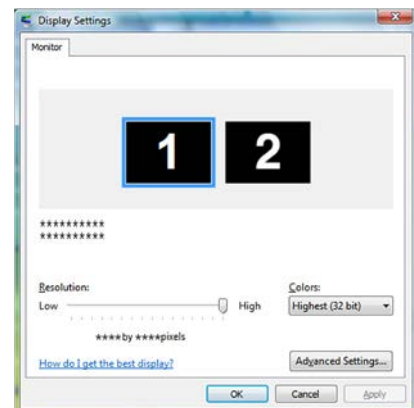 Display Settings
Monitor
1 2
**********
**********
Resolution: Colors:
Low High Highest (32 bit)
****by ****pixels
How do I get the best display? Advanced Settings...
OK Cancel Apply